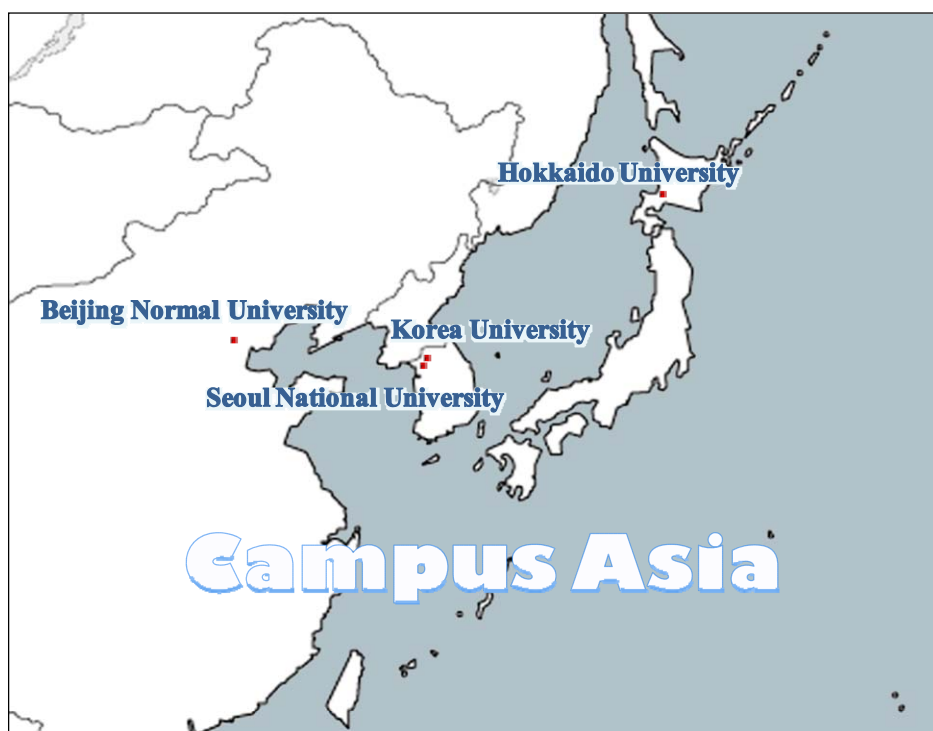 Hokkaido University
Beijing Normal University
Korea University
Seoul National University
Campus Asia